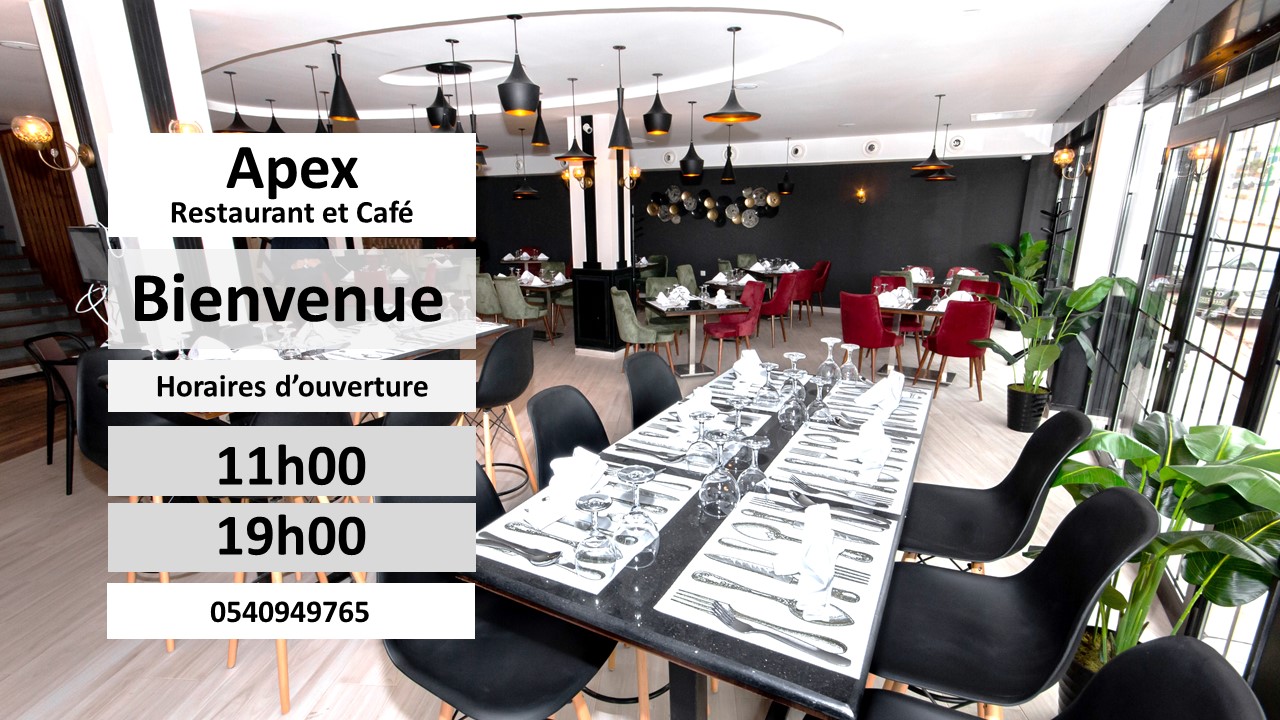 Apex
Restaurant et Café
&
Bienvenue
Horaires d’ouverture
11h00
19h00
0540949765